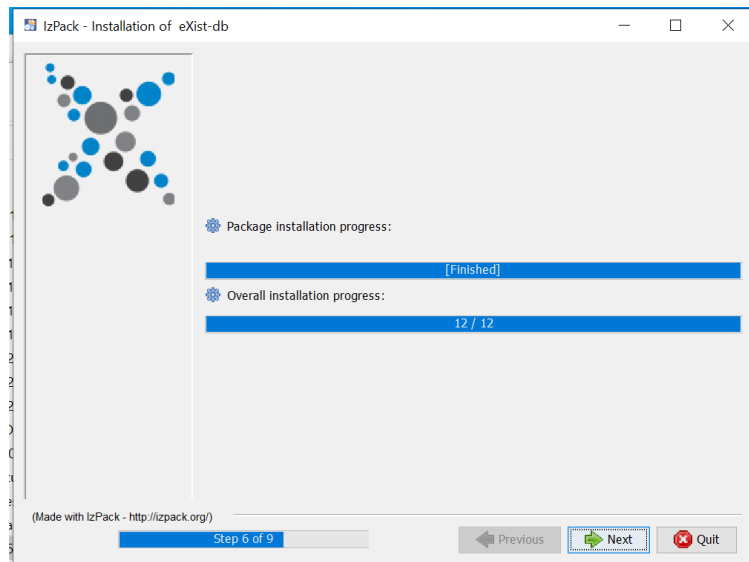 IzPack - Installation of eXist-db
Package installation progress:
[Finished]
Overall installation progress:
12 / 12
(Made with IzPack - http://izpack.org/)
Step 6 of 9
Previous
Next
Quit